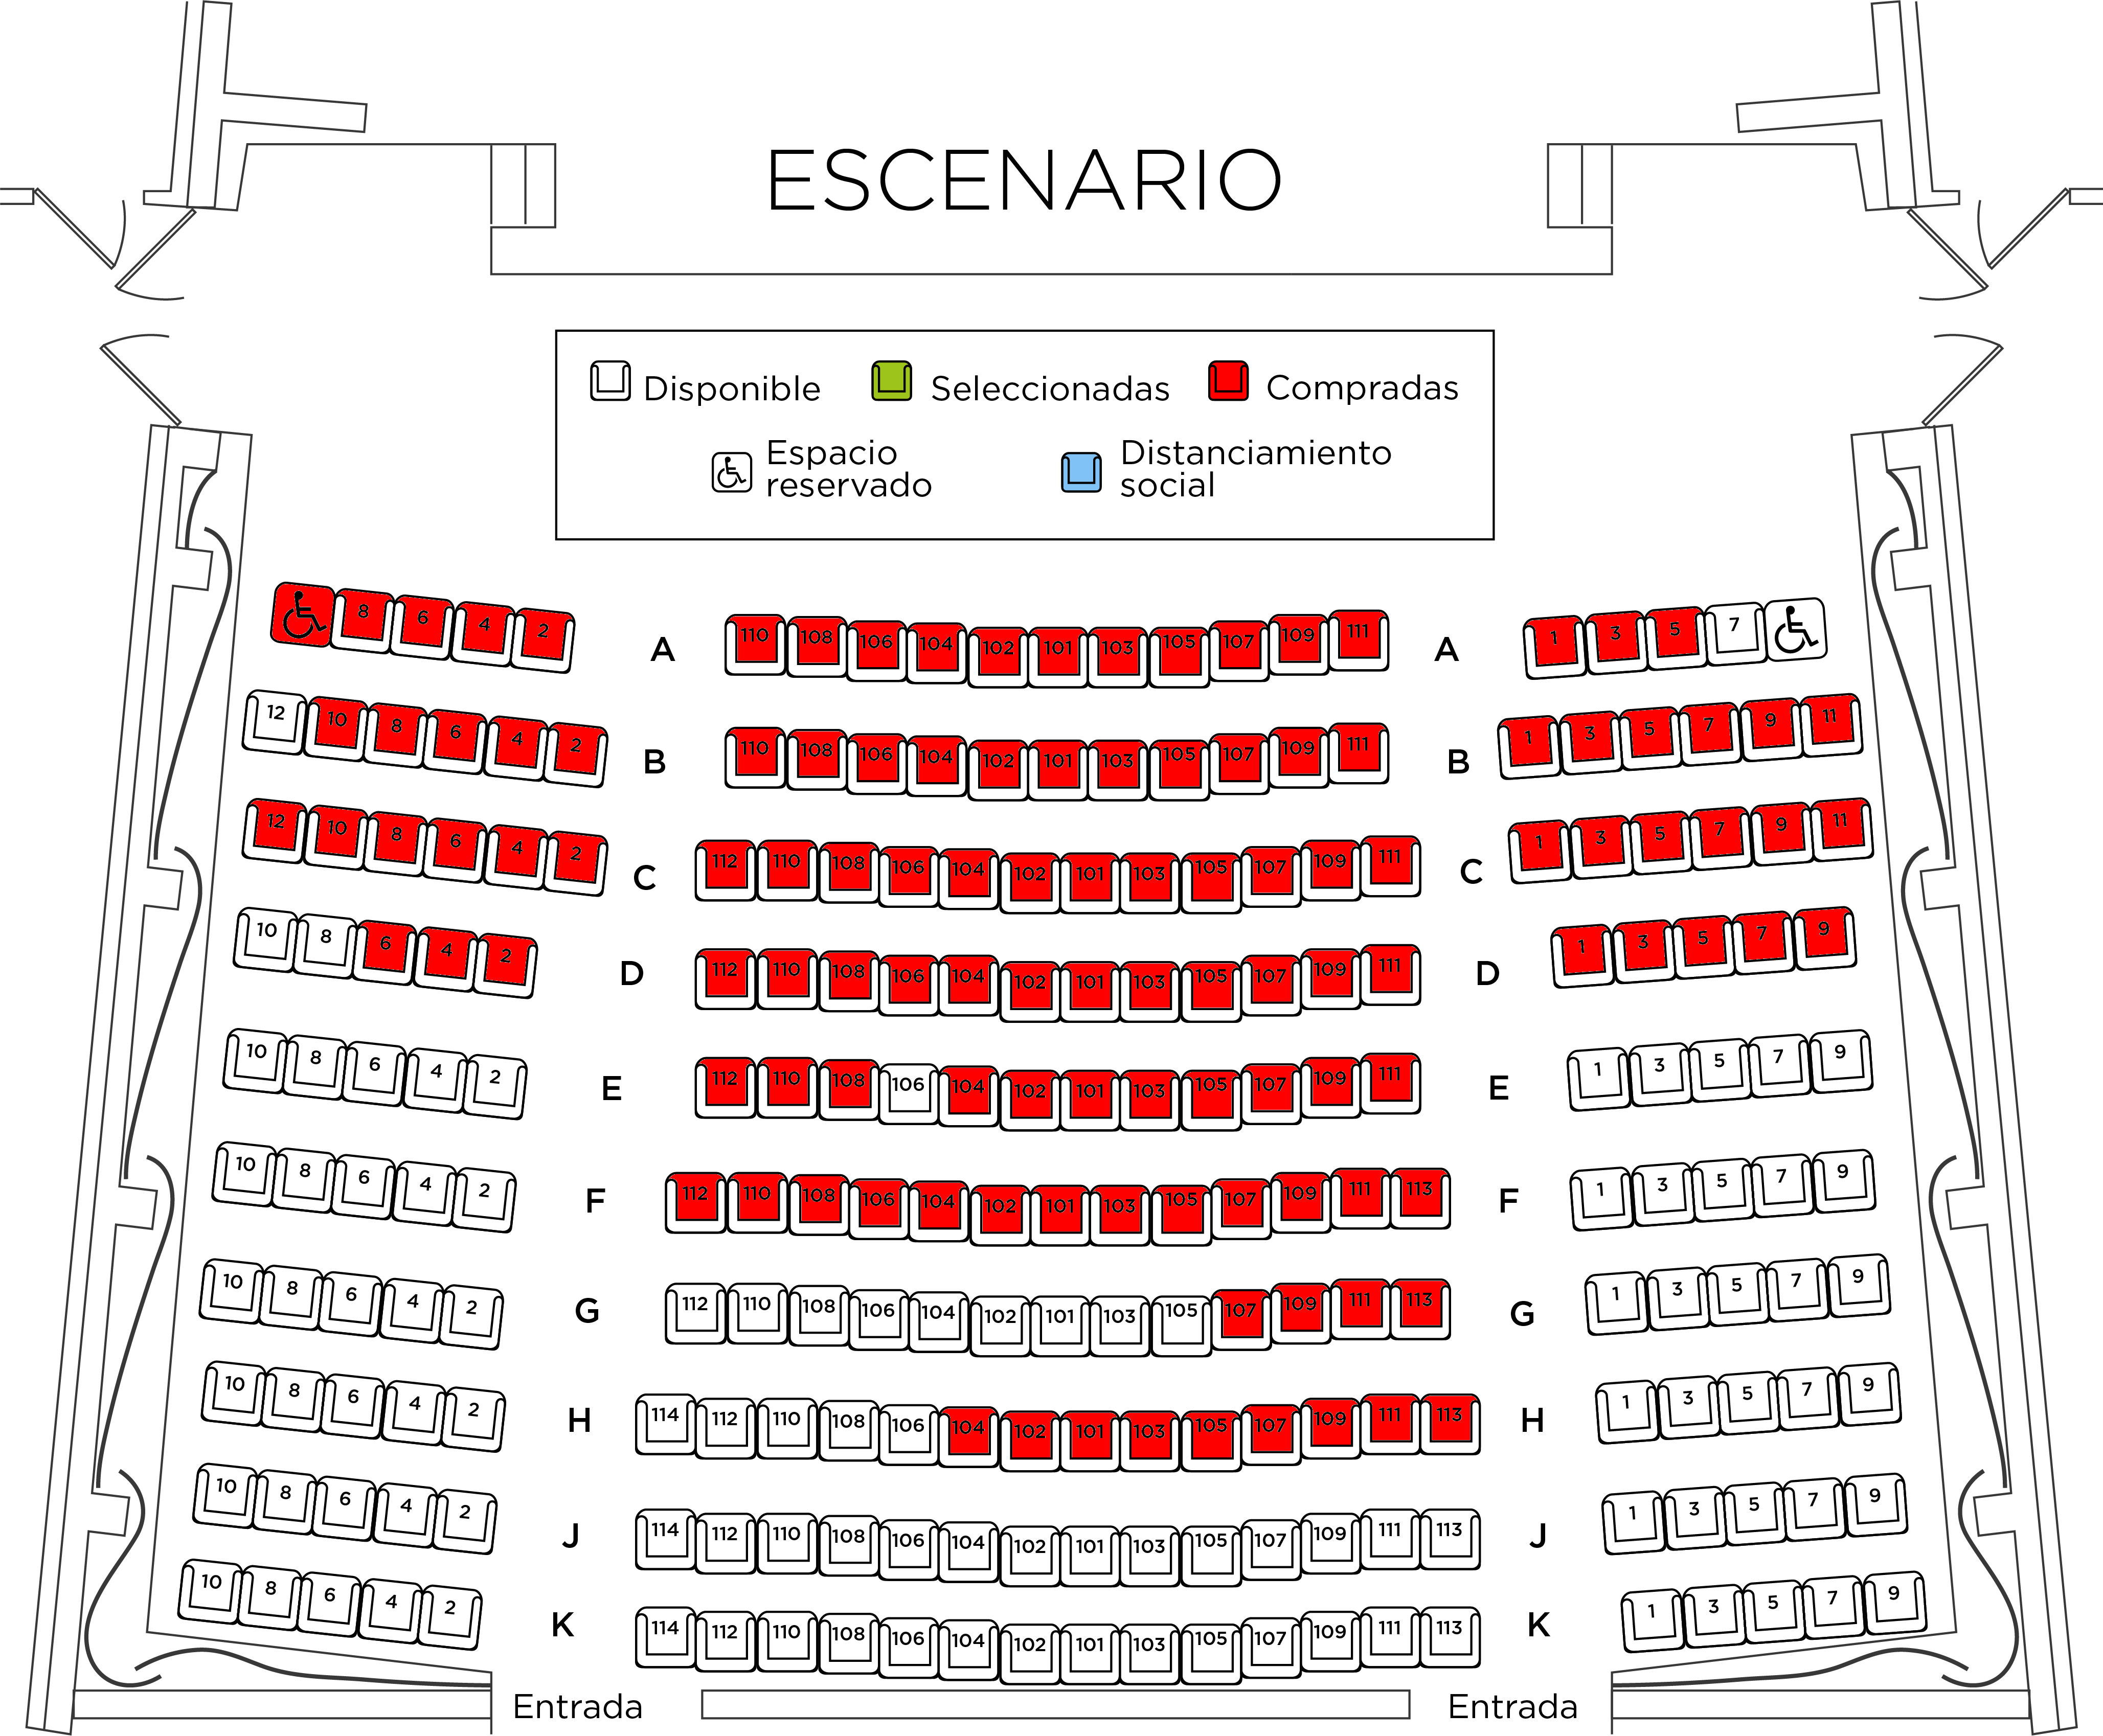 ESCENARIO
Disponible Seleccionadas Compradas
Espacio reservado Distanciamiento social
8 6 4 2 A 110 108 106 104 102 101 103 105 107 109 111 A 1 3 5 7
12 10 8 6 4 2 B 110 108 106 104 102 101 103 105 107 109 111 B 1 3 5 7 9 11
12 10 8 6 4 2 C 112 110 108 106 104 102 101 103 105 107 109 111 C 1 3 5 7 9 11
10 8 6 4 2 D 112 110 108 106 104 102 101 103 105 107 109 111 D 1 3 5 7 9
10 8 6 4 2 E 112 110 108 106 104 102 101 103 105 107 109 111 E 1 3 5 7 9
10 8 6 4 2 F 112 110 108 106 104 102 101 103 105 107 109 111 113 F 1 3 5 7 9
10 8 6 4 2 G 112 110 108 106 104 102 101 103 105 107 109 111 113 G 1 3 5 7 9
10 8 6 4 2 H 114 112 110 108 106 104 102 101 103 105 107 109 111 113 H 1 3 5 7 9
10 8 6 4 2 J 114 112 110 108 106 104 102 101 103 105 107 109 111 113 J 1 3 5 7 9
10 8 6 4 2 K 114 112 110 108 106 104 102 101 103 105 107 109 111 113 K 1 3 5 7 9
Entrada Entrada